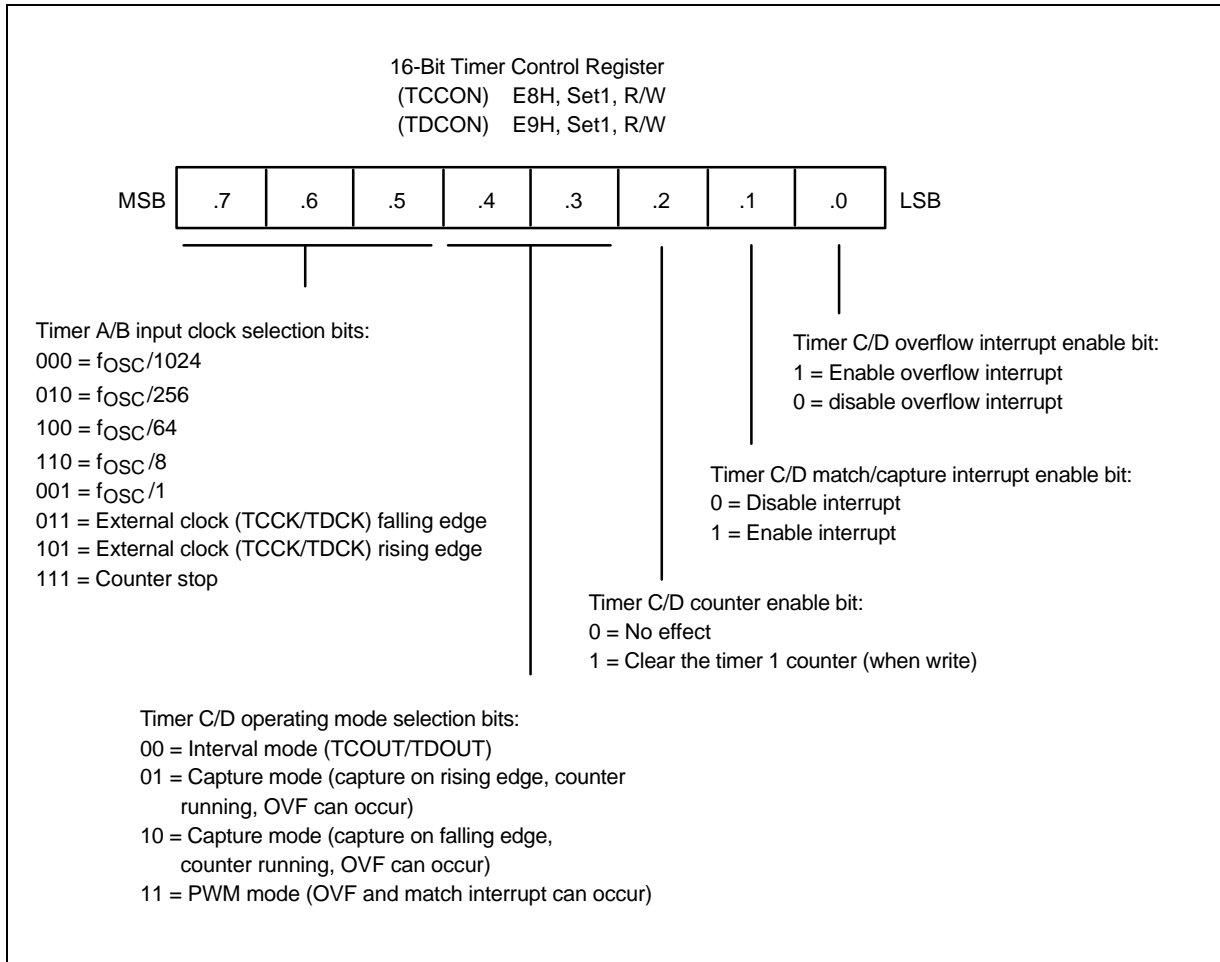 16-Bit Timer Control Register
(TCCON) E8H, Set1, R/W
(TDCON) E9H, Set1, R/W
MSB .7 .6 .5 .4 .3 .2 .1 .0 LSB
Timer A/B input clock selection bits:
000 = fOSC/1024
010 = fOSC/256
100 = fOSC/64
110 = fOSC/8
001 = fOSC/1
011 = External clock (TCCK/TDCK) falling edge
101 = External clock (TCCK/TDCK) rising edge
111 = Counter stop
Timer C/D overflow interrupt enable bit:
1 = Enable overflow interrupt
0 = disable overflow interrupt
Timer C/D match/capture interrupt enable bit:
0 = Disable interrupt
1 = Enable interrupt
Timer C/D counter enable bit:
0 = No effect
1 = Clear the timer 1 counter (when write)
Timer C/D operating mode selection bits:
00 = Interval mode (TCOUT/TDOUT)
01 = Capture mode (capture on rising edge, counter
running, OVF can occur)
10 = Capture mode (capture on falling edge,
counter running, OVF can occur)
11 = PWM mode (OVF and match interrupt can occur)